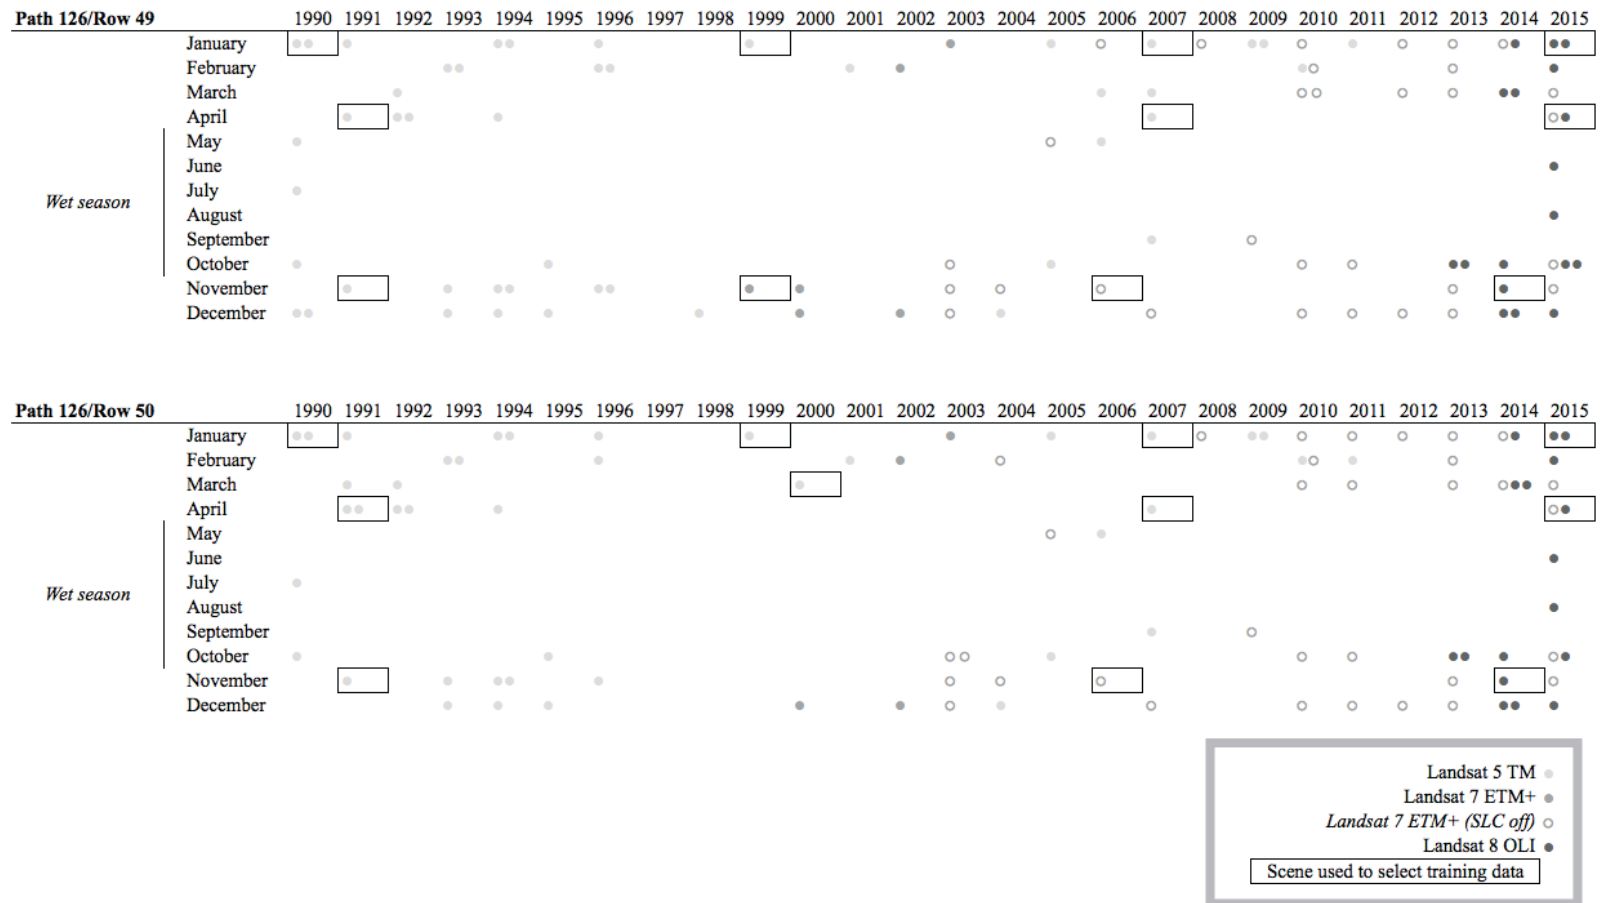 Path 126/Row 49 1990 1991 1992 1993 1994 1995 1996 1997 1998 1999 2000 2001 2002 2003 2004 2005 2006 2007 2008 2009 2010 2011 2012 2013 2014 2015
January
February
March
April
May
June
July
Wet season
August
September
October
November
December
Path 126/Row 50 1990 1991 1992 1993 1994 1995 1996 1997 1998 1999 2000 2001 2002 2003 2004 2005 2006 2007 2008 2009 2010 2011 2012 2013 2014 2015
January
February
March
April
May
June
July
Wet season
August
September
October
November
December
Landsat 5 TM
Landsat 7 ETM+
Landsat 7 ETM+ (SLC off)
Landsat 8 OLI
Scene used to select training data